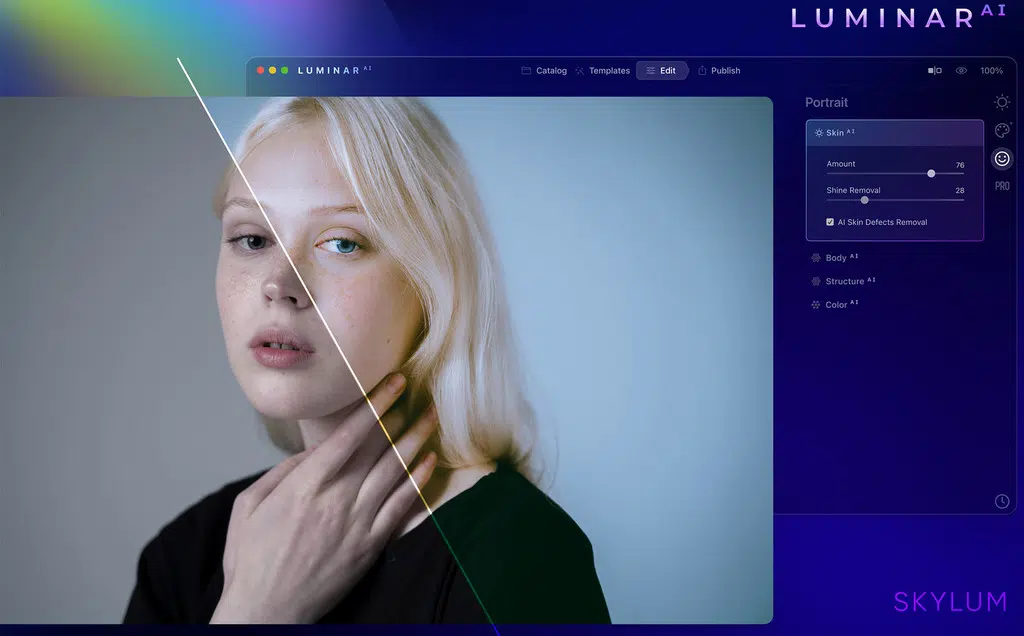 LUMINAR AI
LUMINAR AI
Catalog Templates Edit Publish
100%
Portrait
Skin AI
Amount 76
Shine Removal 28
AI Skin Defects Removal
PRO
Body AI
Structure AI
Color AI
SKYLUM